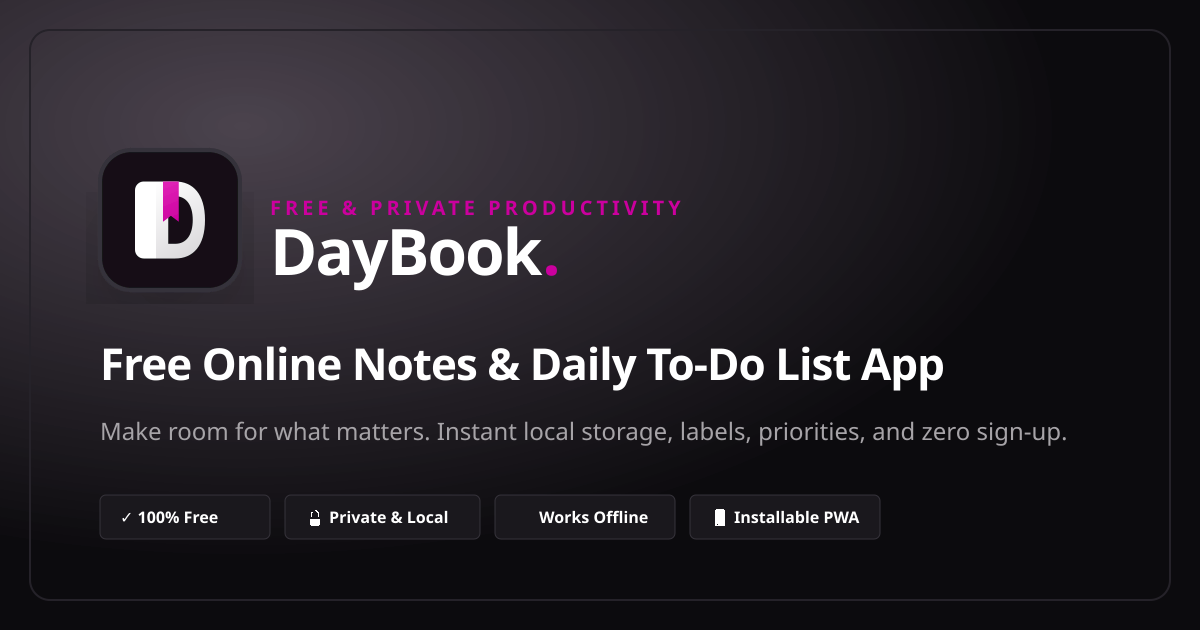 FREE & PRIVATE PRODUCTIVITY
DayBook.
Free Online Notes & Daily To-Do List App
Make room for what matters. Instant local storage, labels, priorities, and zero sign-up.
✓ 100% Free
Private & Local
Works Offline
Installable PWA